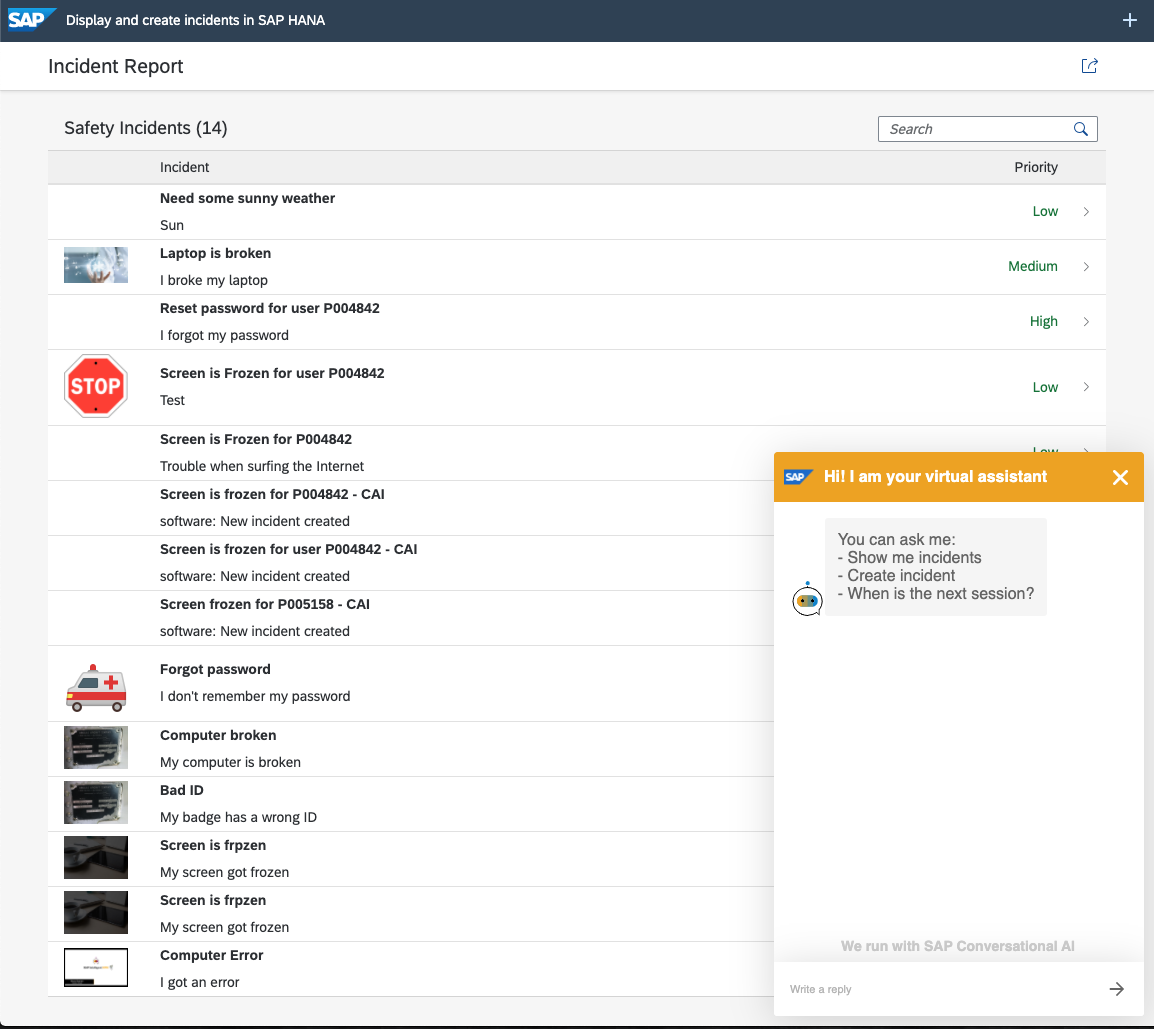 SAP Display and create incidents in SAP HANA
Incident Report
Safety Incidents (14)
Search
Incident Priority
Need some sunny weather
Sun
Low
Laptop is broken
I broke my laptop
Medium
Reset password for user P004842
I forgot my password
High
STOP
Screen is Frozen for user P004842
Test
Low
Screen is Frozen for P004842
Trouble when surfing the Internet
Low
Screen is frozen for P004842 - CAI
software: New incident created
Screen is frozen for user P004842 - CAI
software: New incident created
Screen frozen for P005158 - CAI
software: New incident created
Forgot password
I don't remember my password
Computer broken
My computer is broken
Bad ID
My badge has a wrong ID
Screen is frpzen
My screen got frozen
Screen is frpzen
My screen got frozen
Computer Error
I got an error
SAP Hi! I am your virtual assistant
You can ask me:
- Show me incidents
- Create incident
- When is the next session?
We run with SAP Conversational AI
Write a reply